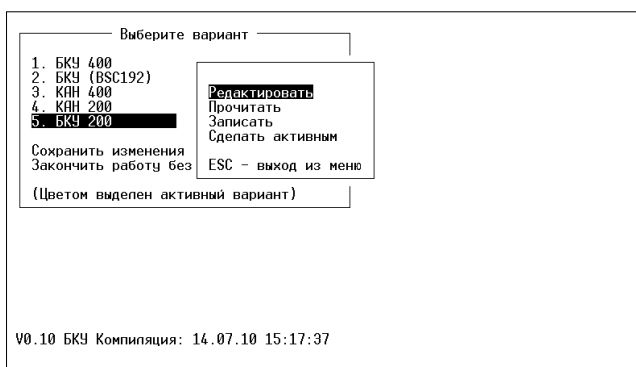 Выберите вариант
1. БКУ 400
2. БКУ (BSC192)
3. КАН 400
4. КАН 200
5. БКУ 200
Сохранить изменения
Закончить работу без
(Цветом выделен активный вариант)
Редактировать
Прочитать
Записать
Сделать активным
ESC - выход из меню
V0.10 БКУ Компиляция: 14.07.10 15:17:37